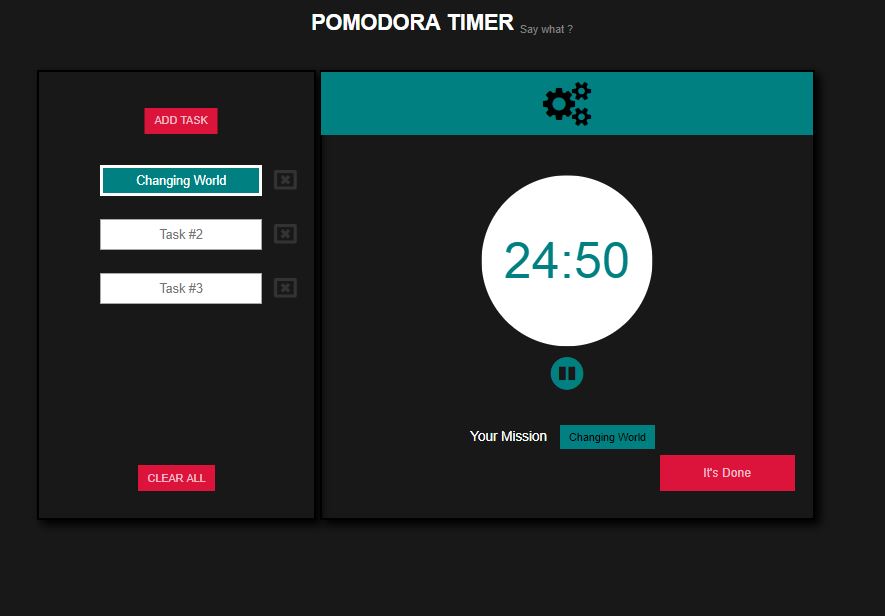 POMODORA TIMER Say what ?
ADD TASK
Changing World
Task #2
Task #3
CLEAR ALL
24:50
Your Mission Changing World
It's Done